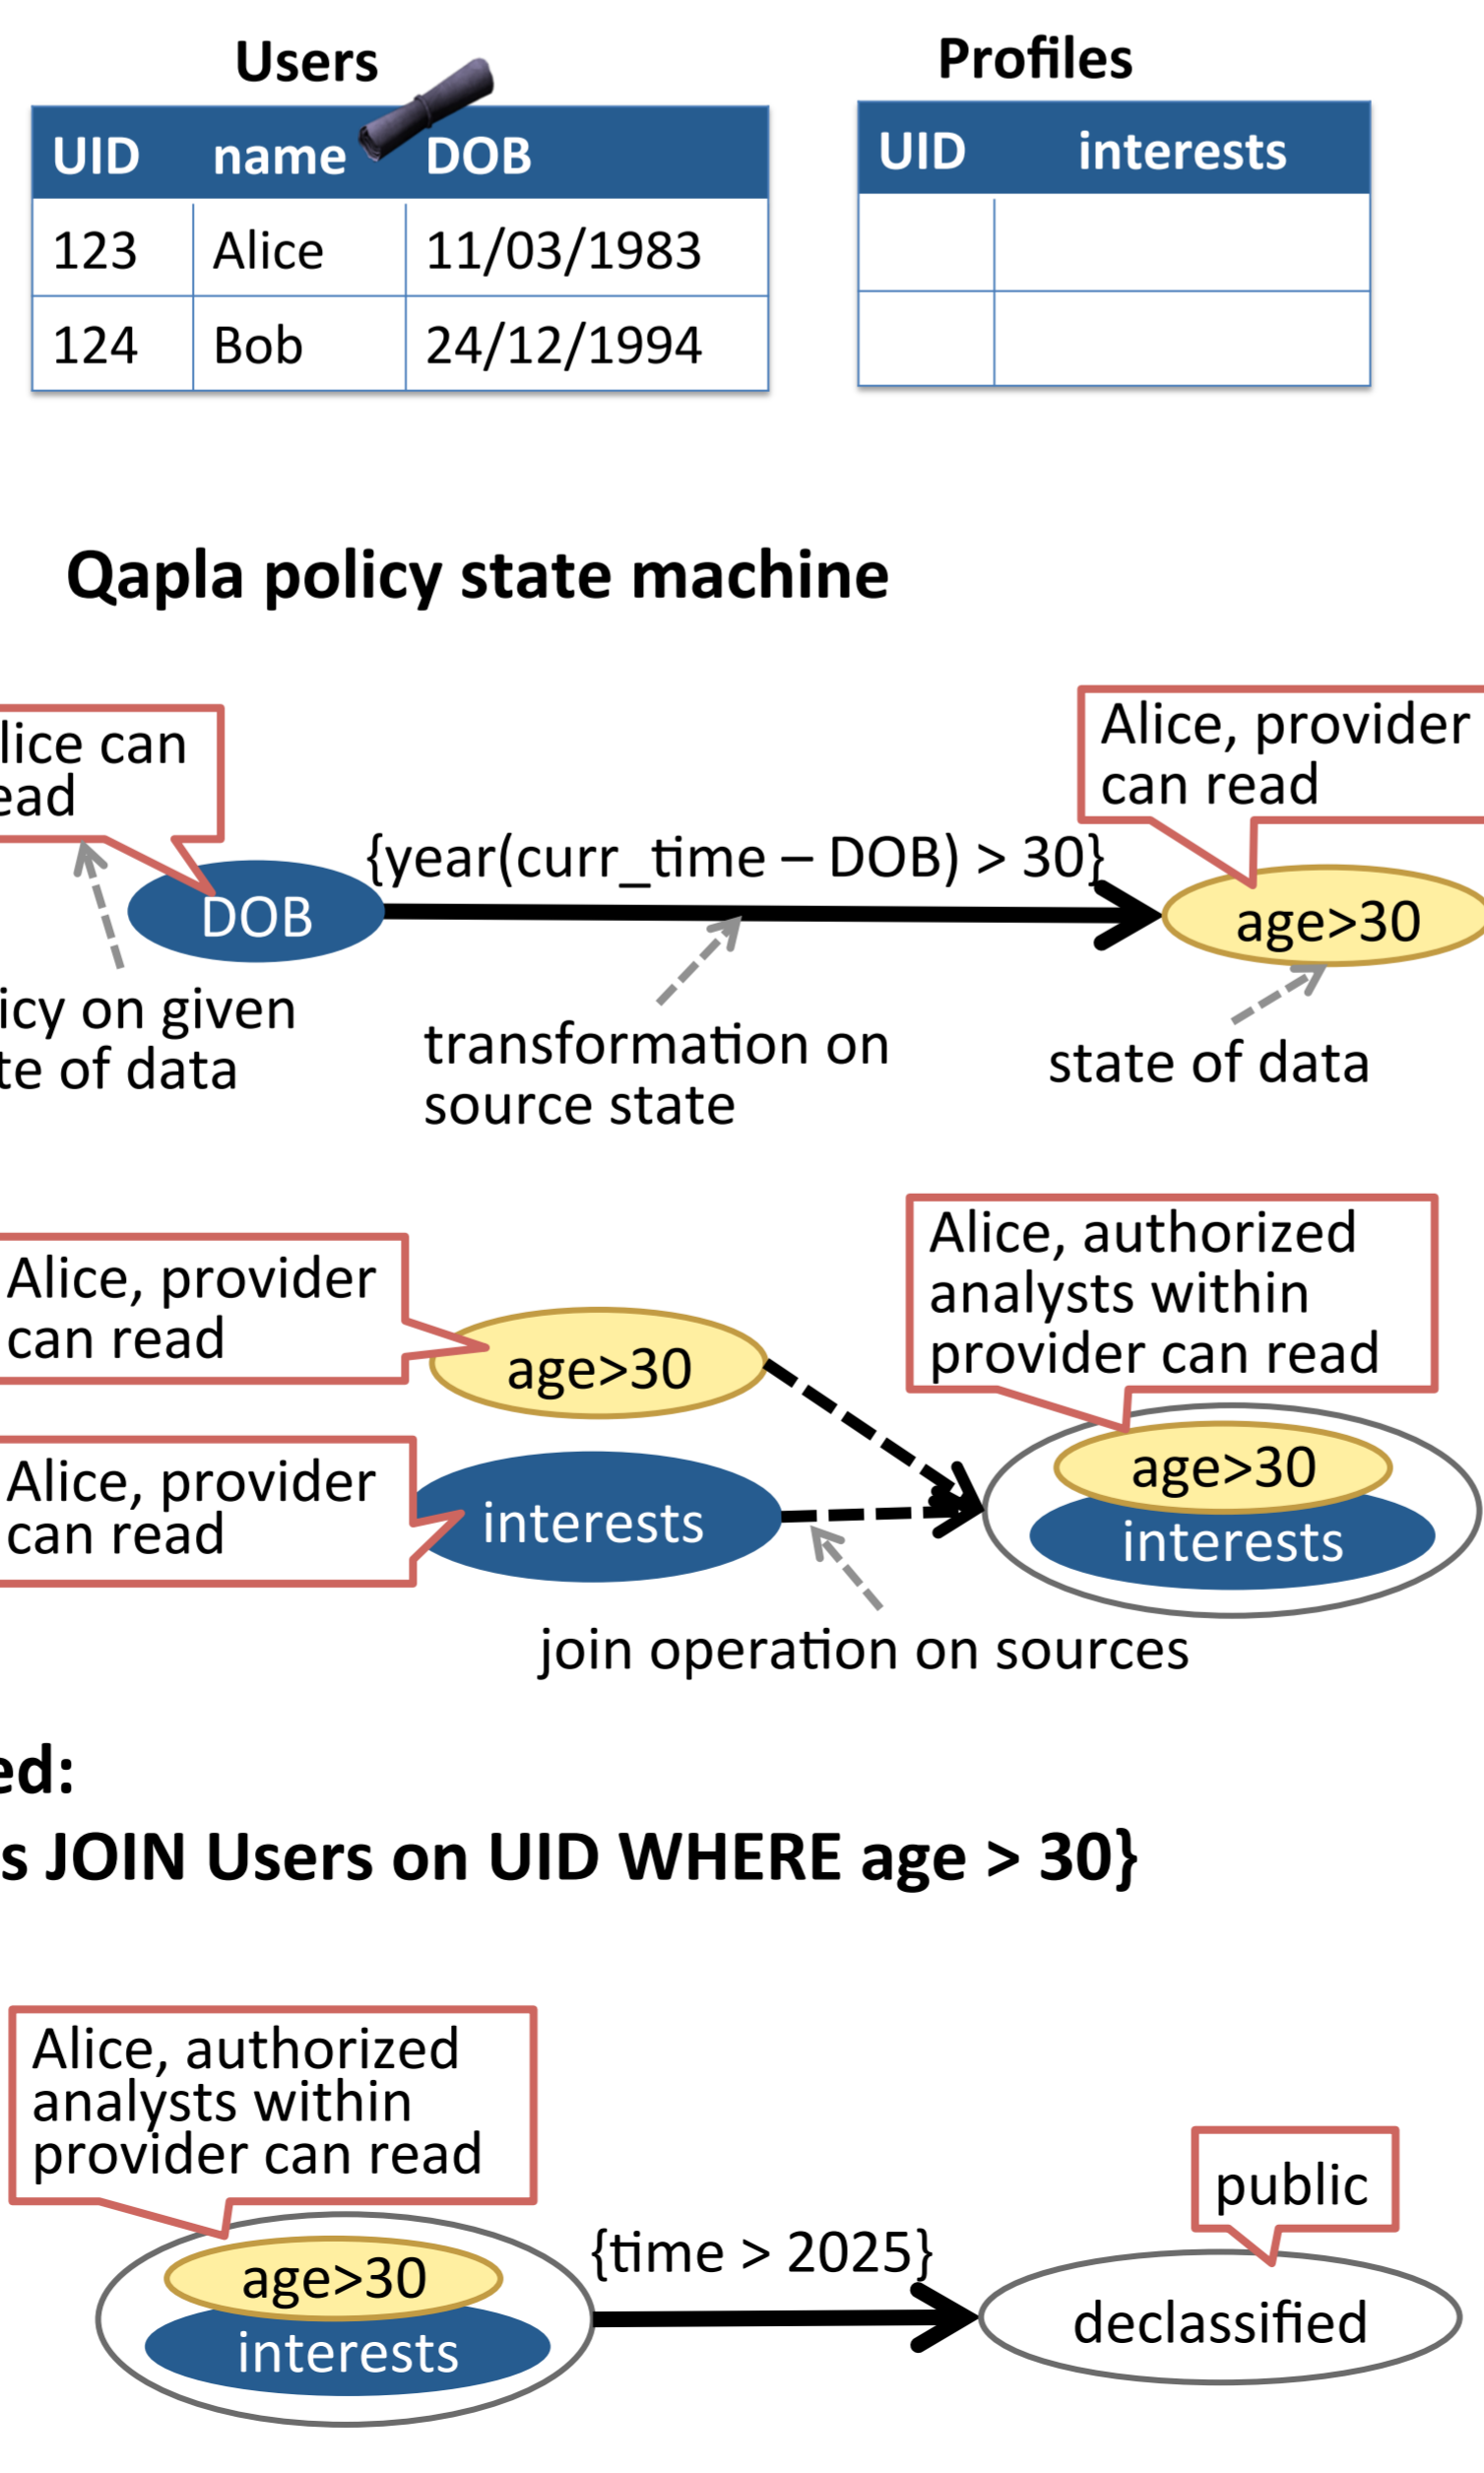 Users
Profiles
UID name DOB
UID interests
123 Alice 11/03/1983
124 Bob 24/12/1994
Qapla policy state machine
lice can
ead
Alice, provider
can read
{year(curr_time – DOB) > 30}
DOB
age>30
icy on given
te of data
transformation on
source state
state of data
Alice, provider
can read
Alice, authorized
analysts within
provider can read
age>30
Alice, provider
can read
interests
age>30
interests
join operation on sources
ed:
s JOIN Users on UID WHERE age > 30}
Alice, authorized
analysts within
provider can read
public
{time > 2025}
age>30
interests
declassified